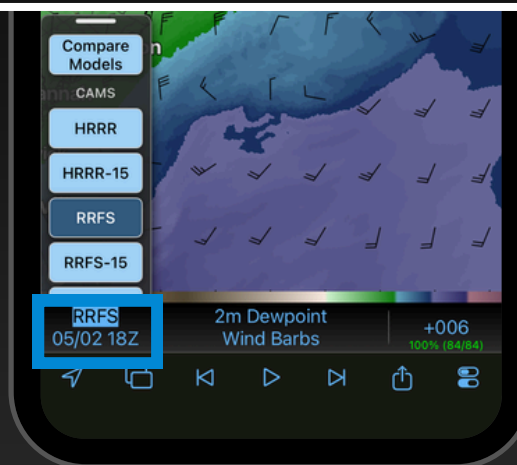 Compare
Models
CAMS
HRRR
HRRR-15
RRFS
RRFS-15
RRFS
05/02 18Z
2m Dewpoint
Wind Barbs
+006
100% (84/84)